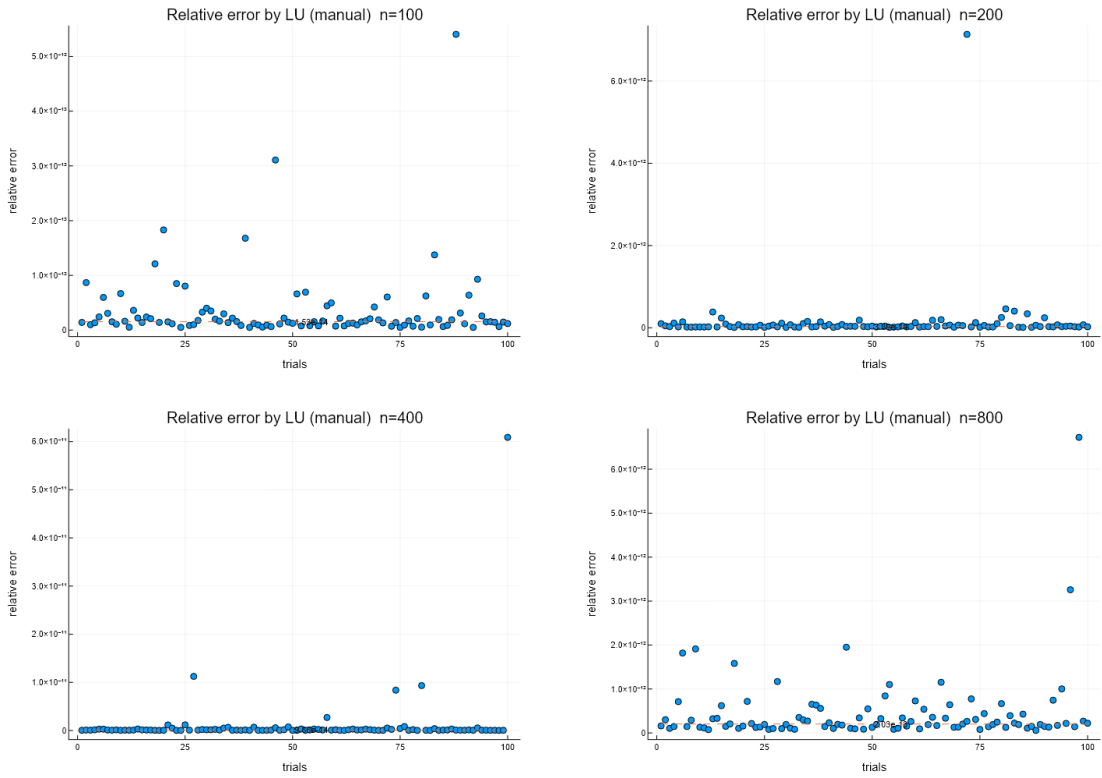 Relative error by LU (manual) n=100
5.0×10⁻¹³
4.0×10⁻¹³
3.0×10⁻¹³
2.0×10⁻¹³
1.0×10⁻¹³
0
relative error
0 25 50 75 100
trials
Relative error by LU (manual) n=200
6.0×10⁻¹²
4.0×10⁻¹²
2.0×10⁻¹²
0
relative error
0 25 50 75 100
trials
Relative error by LU (manual) n=400
6.0×10⁻¹¹
5.0×10⁻¹¹
4.0×10⁻¹¹
3.0×10⁻¹¹
2.0×10⁻¹¹
1.0×10⁻¹¹
0
relative error
0 25 50 75 100
trials
Relative error by LU (manual) n=800
6.0×10⁻¹²
5.0×10⁻¹²
4.0×10⁻¹²
3.0×10⁻¹²
2.0×10⁻¹²
1.0×10⁻¹²
0
relative error
0 25 50 75 100
trials